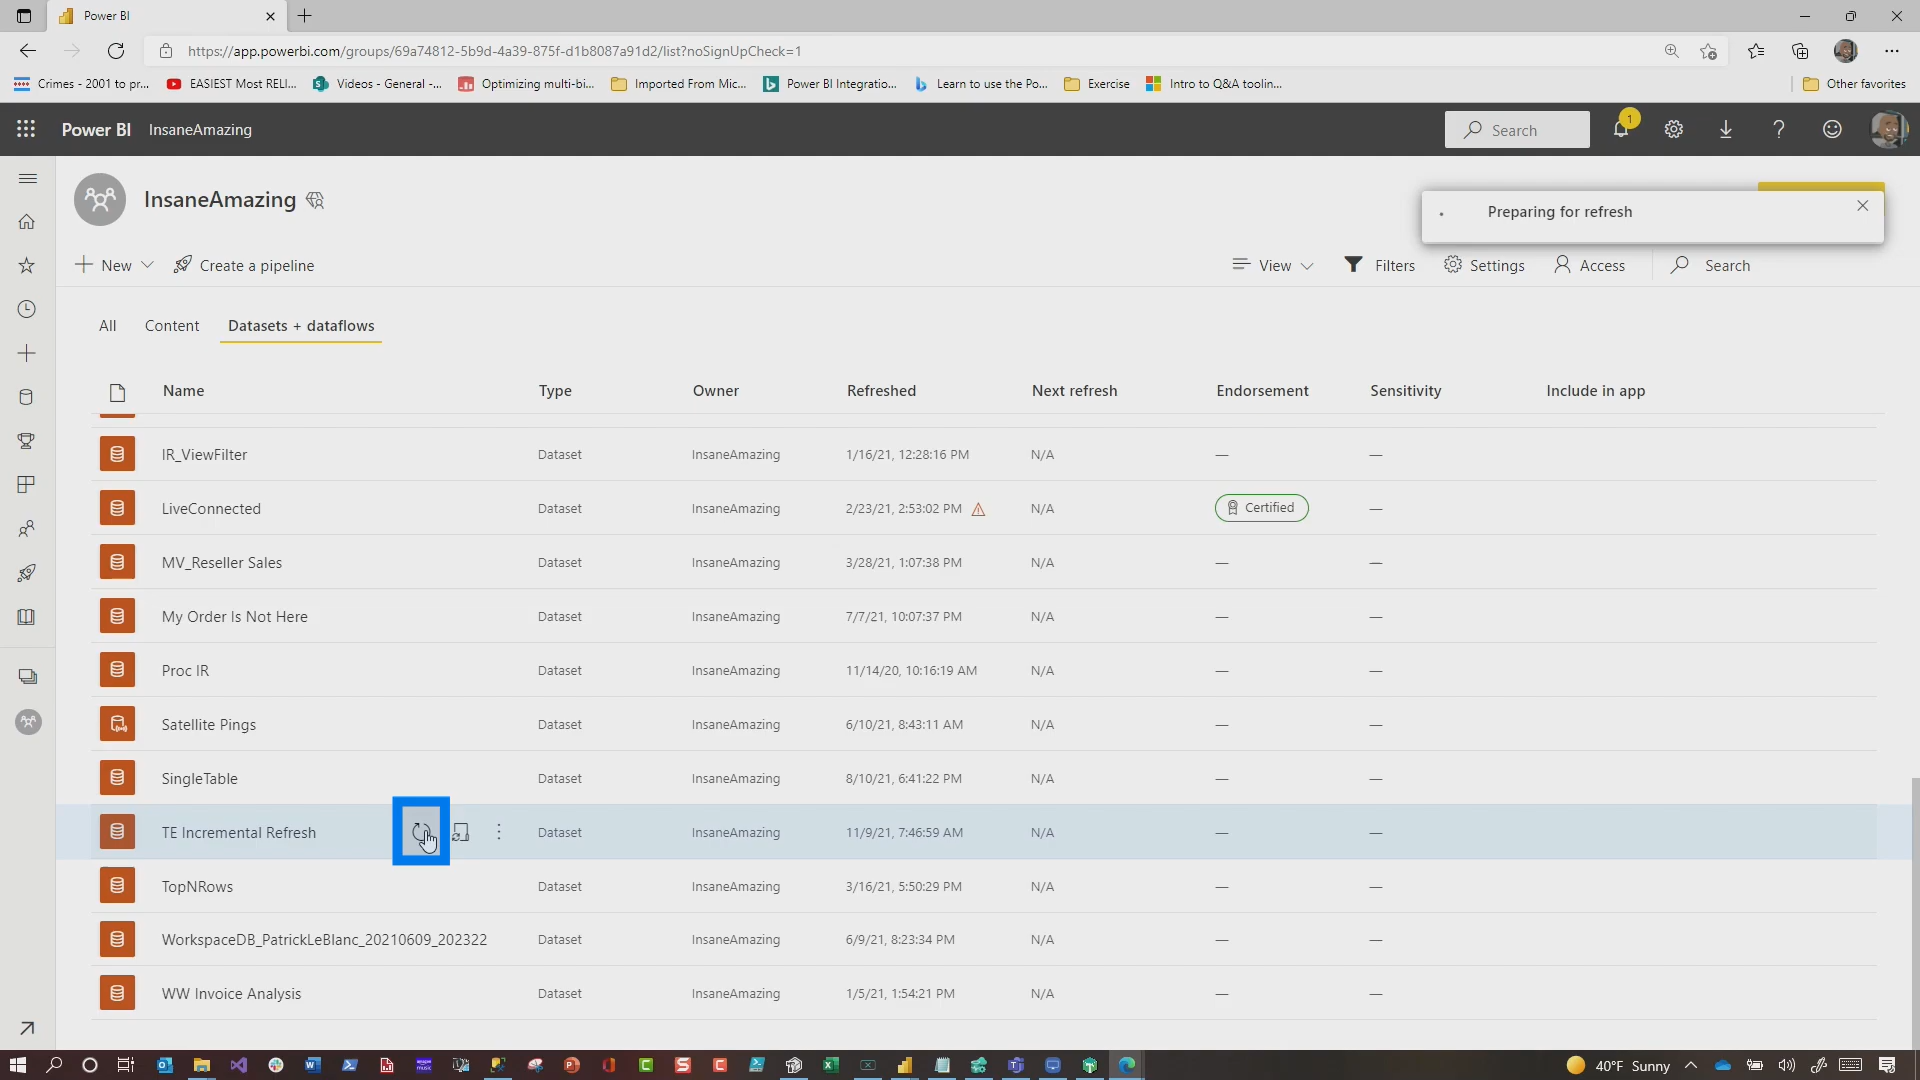 Power BI
https://app.powerbi.com/groups/69a74812-5b9d-4a39-875f-d1b8087a91d2/list?noSignUpCheck=1
Crimes - 2001 to pr...
EASIEST Most RELI...
Videos - General -...
Optimizing multi-bi...
Imported From Mic...
Power BI Integratio...
Learn to use the Po...
Exercise
Intro to Q&A toolin...
Other favorites
Power BI InsaneAmazing
Search
1
InsaneAmazing
Preparing for refresh
New
Create a pipeline
View
Filters
Settings
Access
Search
All
Content
Datasets + dataflows
Name Type Owner Refreshed Next refresh Endorsement Sensitivity Include in app
IR_ViewFilter Dataset InsaneAmazing 1/16/21, 12:28:16 PM N/A — —
LiveConnected Dataset InsaneAmazing 2/23/21, 2:53:02 PM N/A Certified —
MV_Reseller Sales Dataset InsaneAmazing 3/28/21, 1:07:38 PM N/A — —
My Order Is Not Here Dataset InsaneAmazing 7/7/21, 10:07:37 PM N/A — —
Proc IR Dataset InsaneAmazing 11/14/20, 10:16:19 AM N/A — —
Satellite Pings Dataset InsaneAmazing 6/10/21, 8:43:11 AM N/A — —
SingleTable Dataset InsaneAmazing 8/10/21, 6:41:22 PM N/A — —
TE Incremental Refresh Dataset InsaneAmazing 11/9/21, 7:46:59 AM N/A — —
TopNRows Dataset InsaneAmazing 3/16/21, 5:50:29 PM N/A — —
WorkspaceDB_PatrickLeBlanc_20210609_202322 Dataset InsaneAmazing 6/9/21, 8:23:34 PM N/A — —
WW Invoice Analysis Dataset InsaneAmazing 1/5/21, 1:54:21 PM N/A — —
40°F Sunny